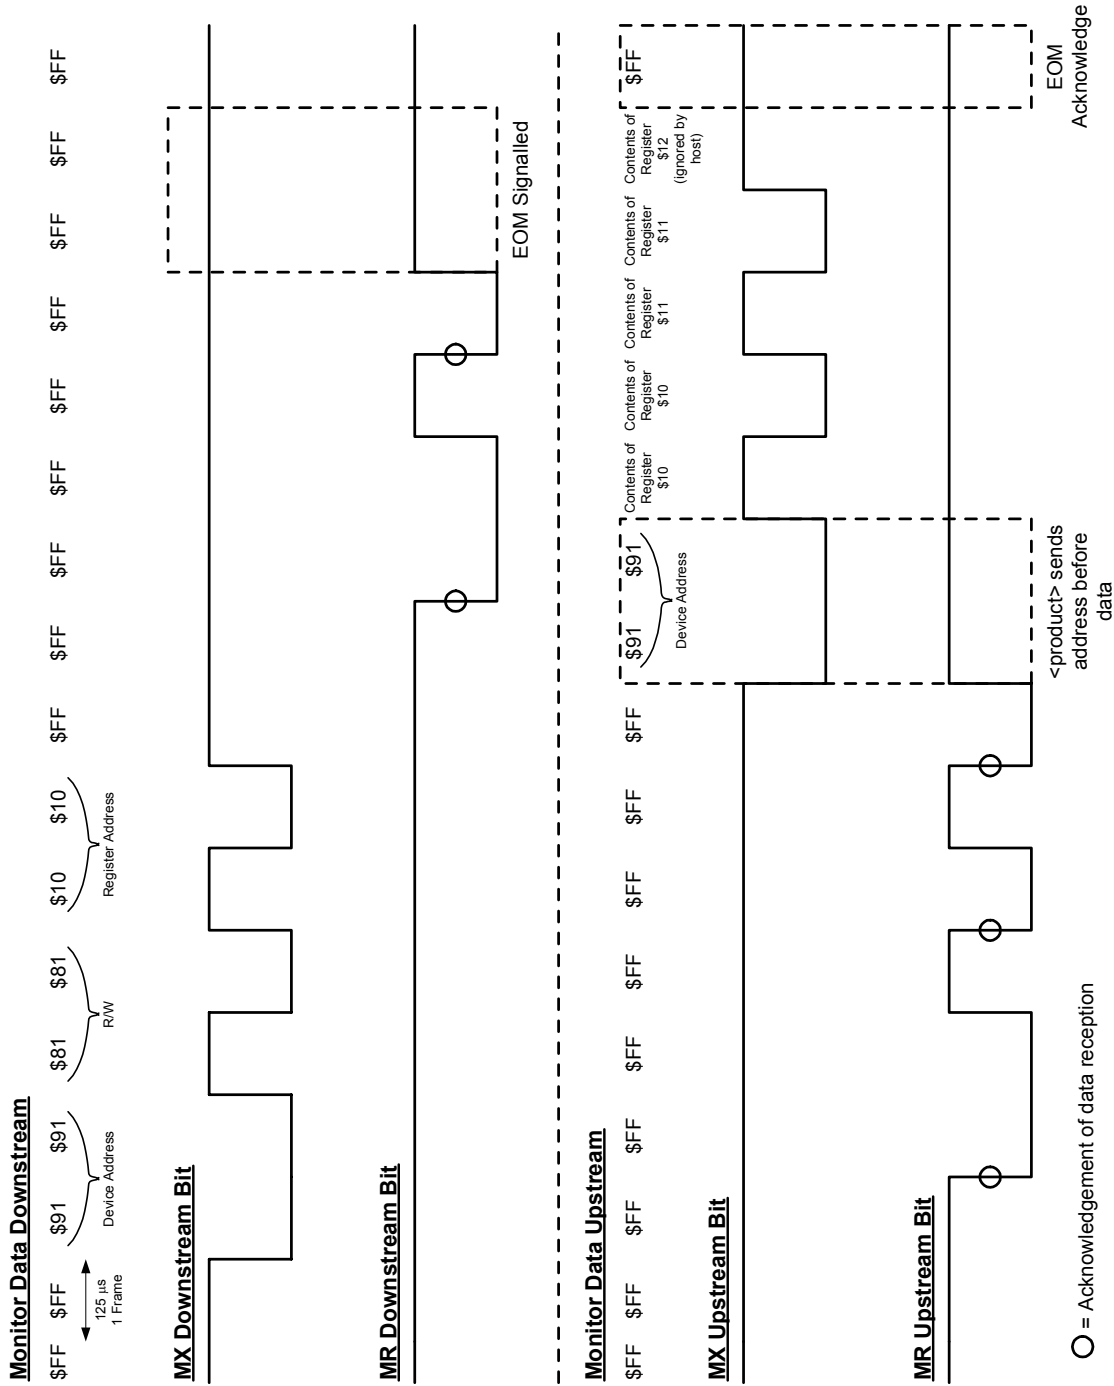 Monitor Data Downstream
$FF $FF $91 $91 $81 $81 $10 $10 $FF $FF $FF $FF $FF $FF $FF $FF
125 µs
1 Frame
Device Address
R/W
Register Address
MX Downstream Bit
MR Downstream Bit
EOM Signalled
Monitor Data Upstream
$FF $FF $FF $FF $FF $FF $FF $FF $FF $91 $91
Device Address
Contents of
Register
$10
Contents of
Register
$10
Contents of
Register
$11
Contents of
Register
$11
Contents of
Register
$12
(ignored by
host)
$FF
MX Upstream Bit
MR Upstream Bit
<product> sends
address before
data
EOM
Acknowledge
= Acknowledgement of data reception